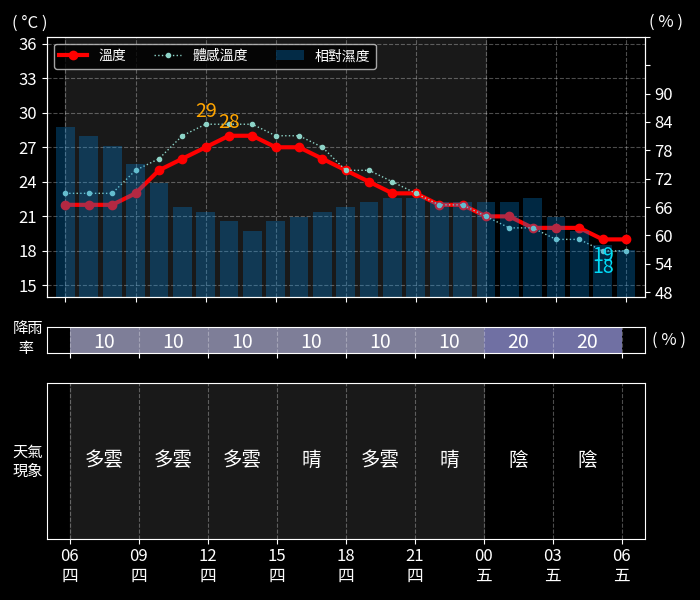 ( °C )
( % )
溫度
體感溫度
相對濕度
36
33
30
27
24
21
18
15
90
84
78
72
66
60
54
48
29
28
19
18
降雨
率
10
10
10
10
10
10
20
20
( % )
天氣
現象
多雲
多雲
多雲
晴
多雲
晴
陰
陰
06
四
09
四
12
四
15
四
18
四
21
四
00
五
03
五
06
五